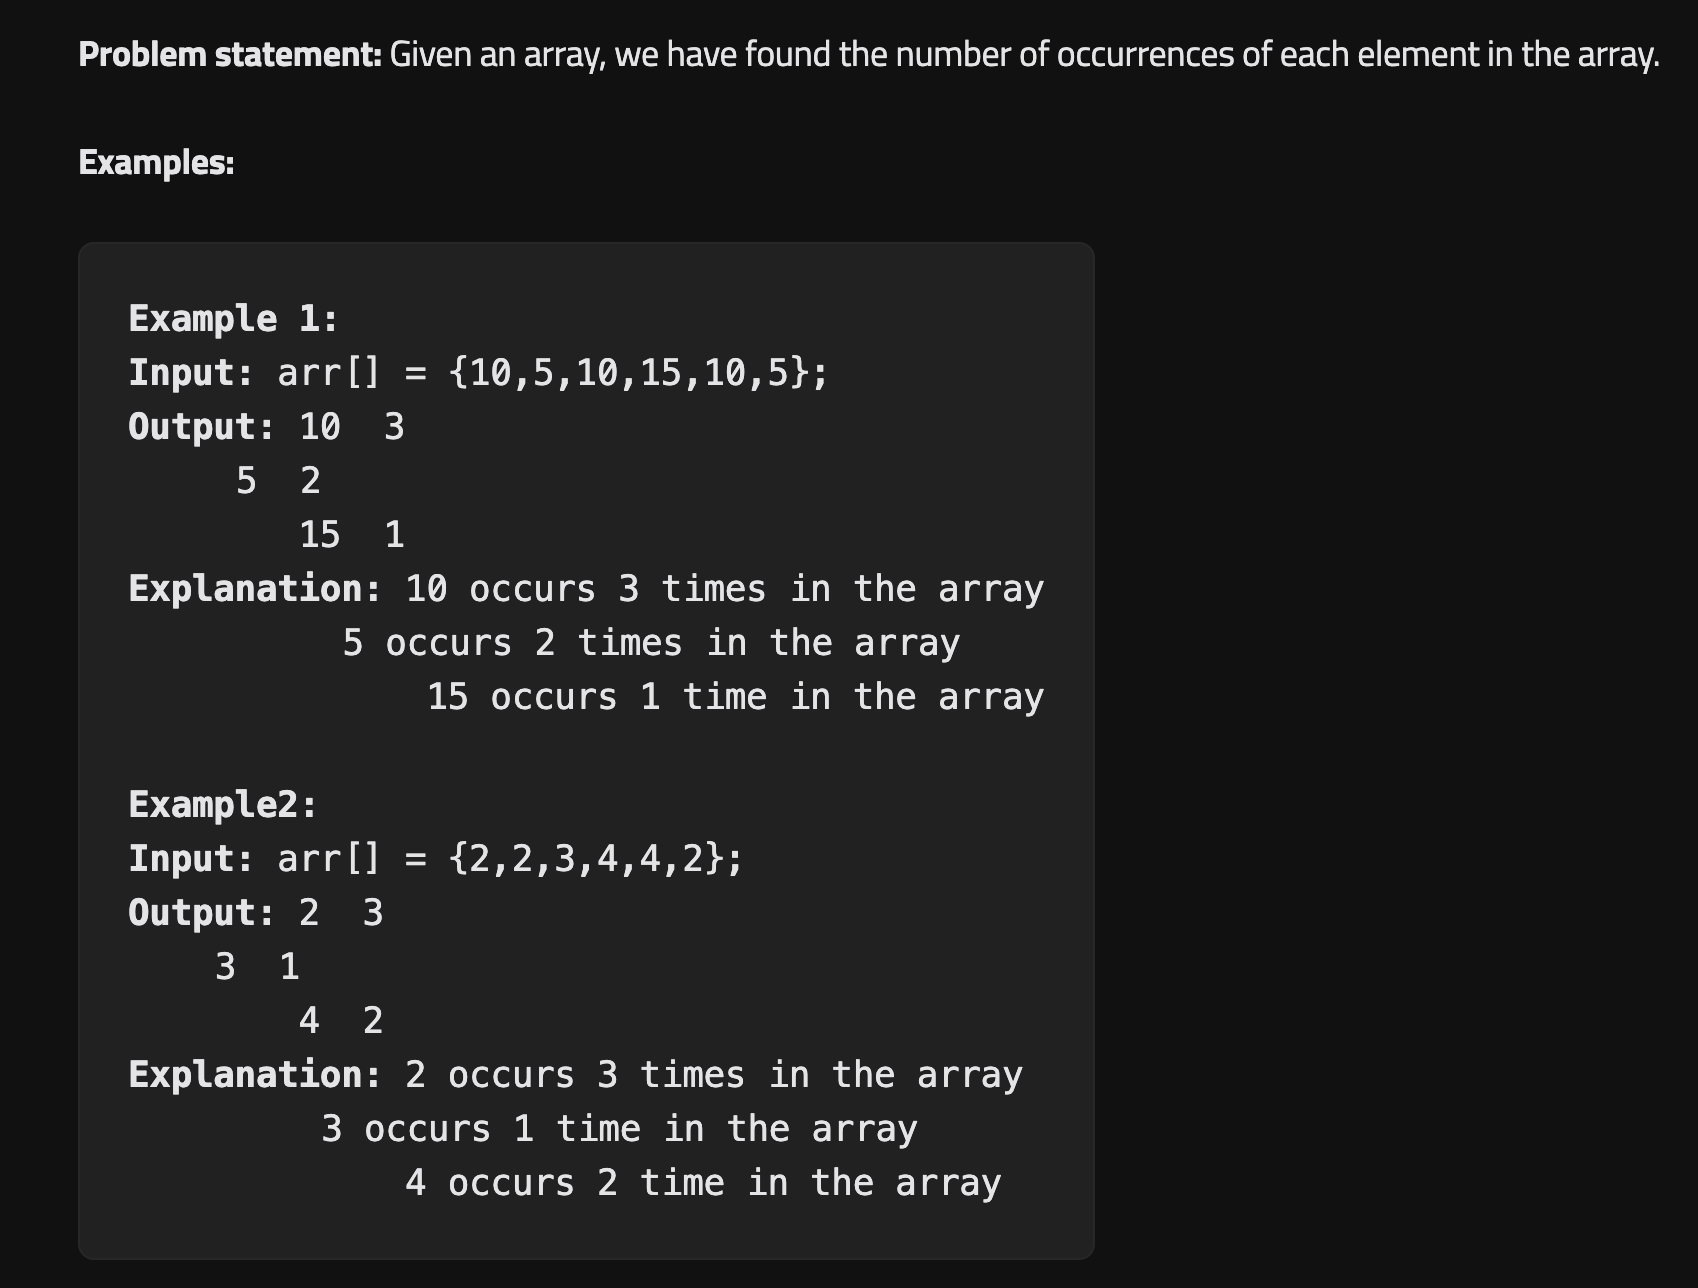 Problem statement: Given an array, we have found the number of occurrences of each element in the array.
Examples:
Example 1:
Input: arr[] = {10,5,10,15,10,5};
Output: 10  3
5  2
15  1
Explanation: 10 occurs 3 times in the array
5 occurs 2 times in the array
15 occurs 1 time in the array
Example2:
Input: arr[] = {2,2,3,4,4,2};
Output: 2  3
3  1
4  2
Explanation: 2 occurs 3 times in the array
3 occurs 1 time in the array
4 occurs 2 time in the array